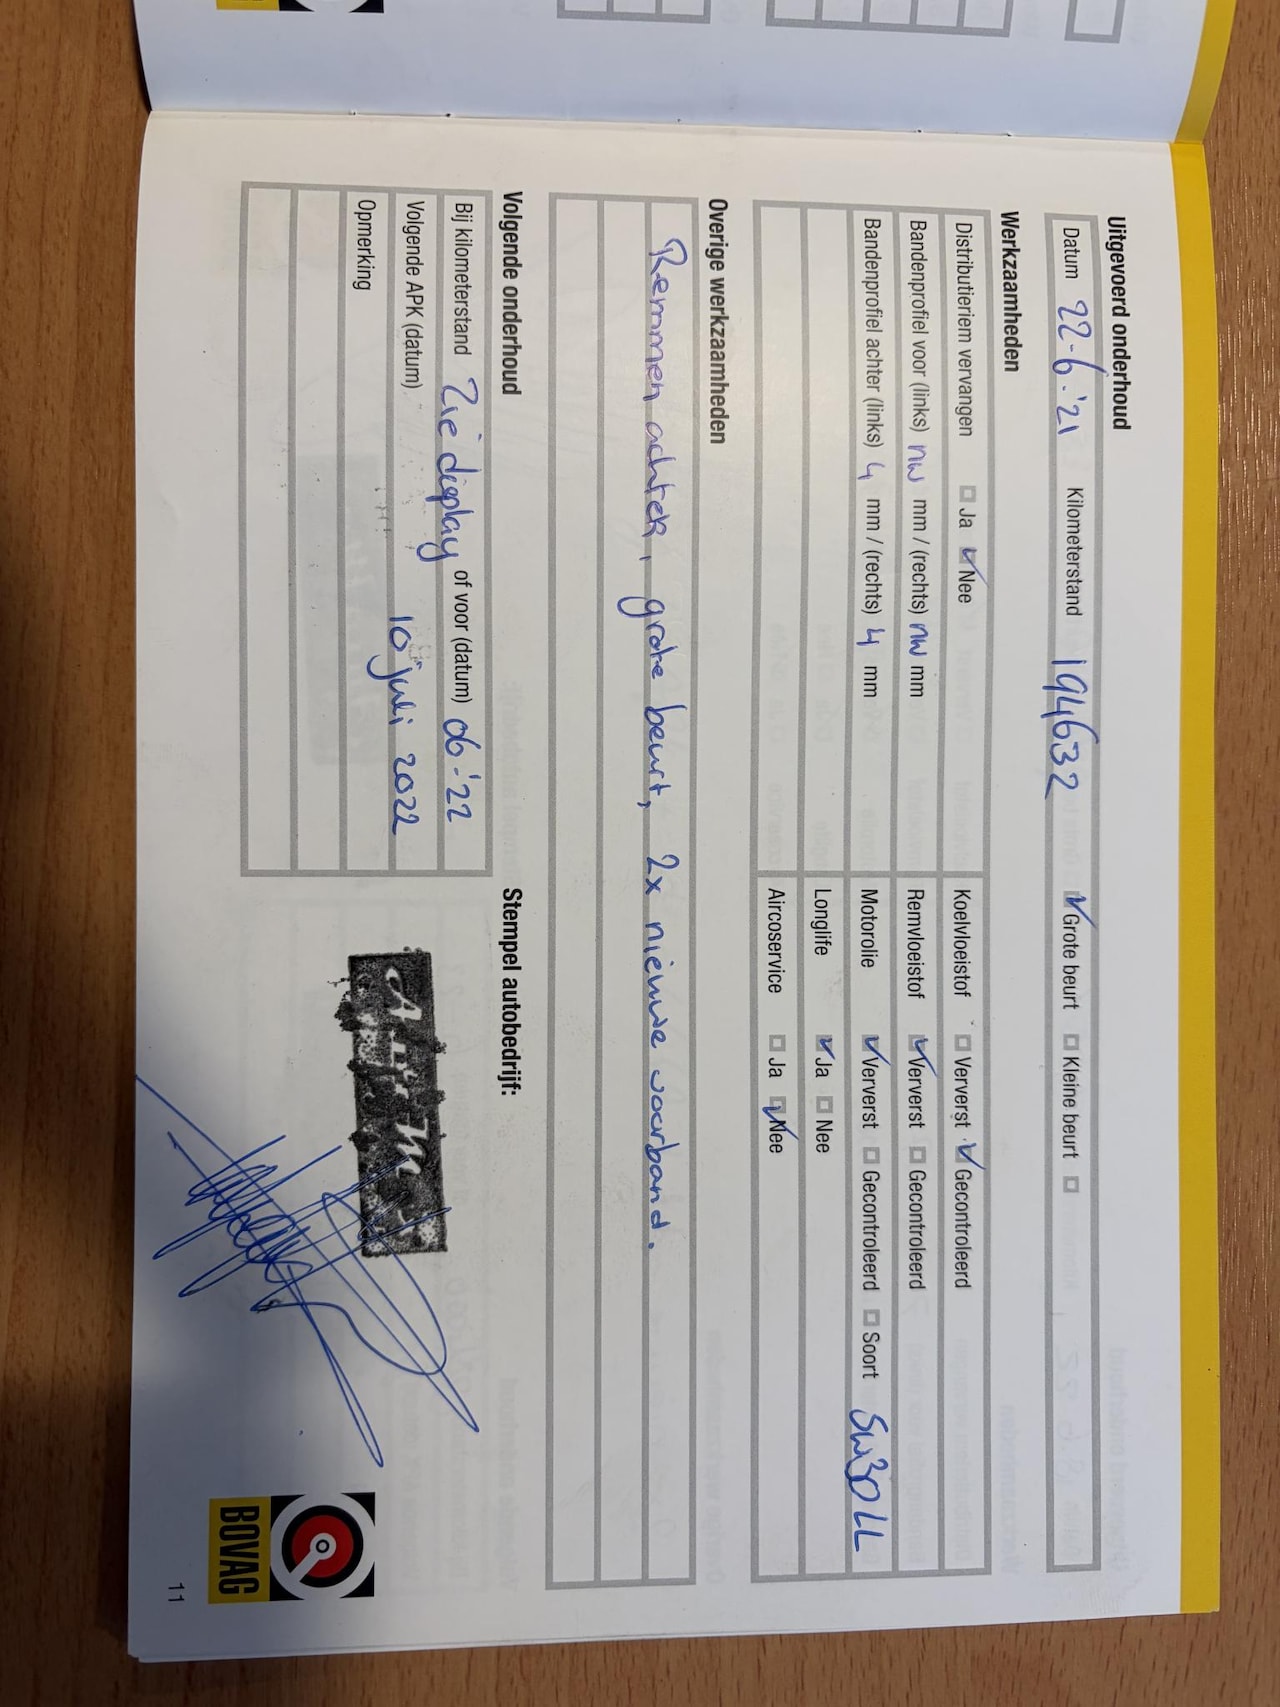 Uitgevoerd onderhoud
Datum 22-6-'21 Kilometerstand 194632 Grote beurt Kleine beurt
Werkzaamheden
Distributieriem vervangen Ja Nee Koelvloeistof Ververst Gecontroleerd
Bandenprofiel voor (links) nw mm / (rechts) nw mm Remvloeistof Ververst Gecontroleerd
Bandenprofiel achter (links) 4 mm / (rechts) 4 mm Motorolie Ververst Gecontroleerd Soort 5W30 LL
Longlife Ja Nee
Aircoservice Ja Nee
Overige werkzaamheden
Remmen achter, grote beurt, 2x nieuwe voorband.
Volgende onderhoud Stempel autobedrijf:
Bij kilometerstand Zie display of voor (datum) 06-'22
Volgende APK (datum) 10 juli 2022
Opmerking
BOVAG
11